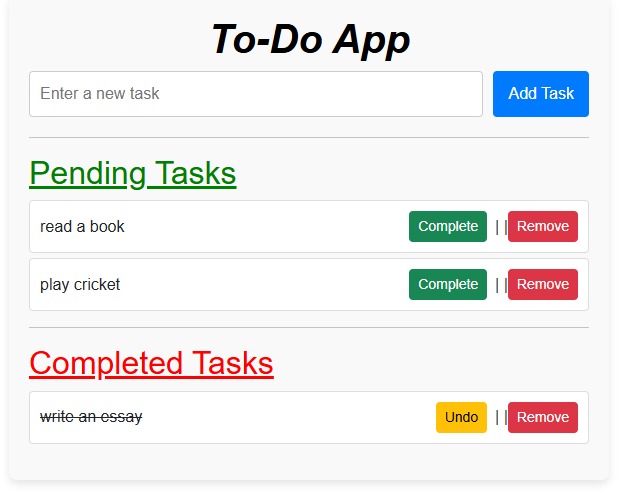 To-Do App
Enter a new task Add Task
Pending Tasks
read a book Complete | | Remove
play cricket Complete | | Remove
Completed Tasks
write an essay Undo | | Remove